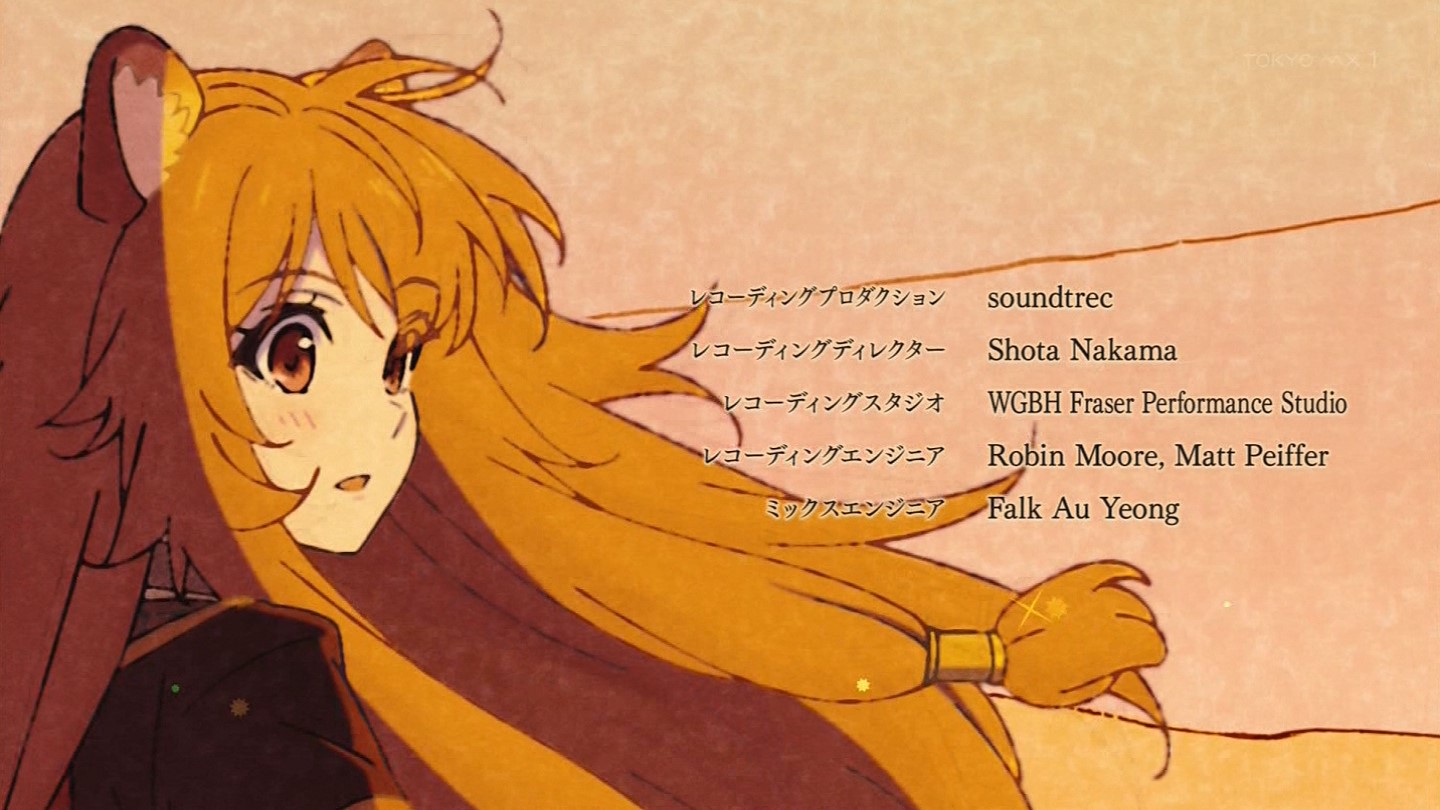 TOKYO MX 1
レコーディングプロダクション soundtrec
レコーディングディレクター Shota Nakama
レコーディングスタジオ WGBH Fraser Performance Studio
レコーディングエンジニア Robin Moore, Matt Peiffer
ミックスエンジニア Falk Au Yeong